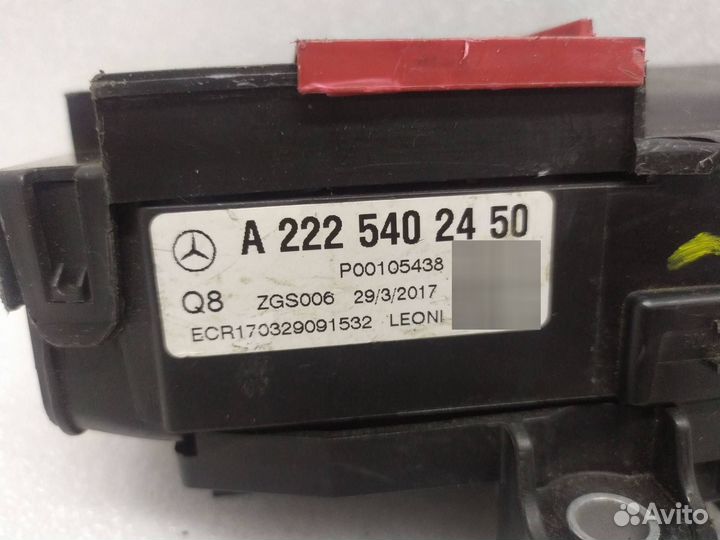 A 222 540 24 50
P00105438
Q8 ZGS006 29/3/2017
ECR170329091532 LEONI
Avito